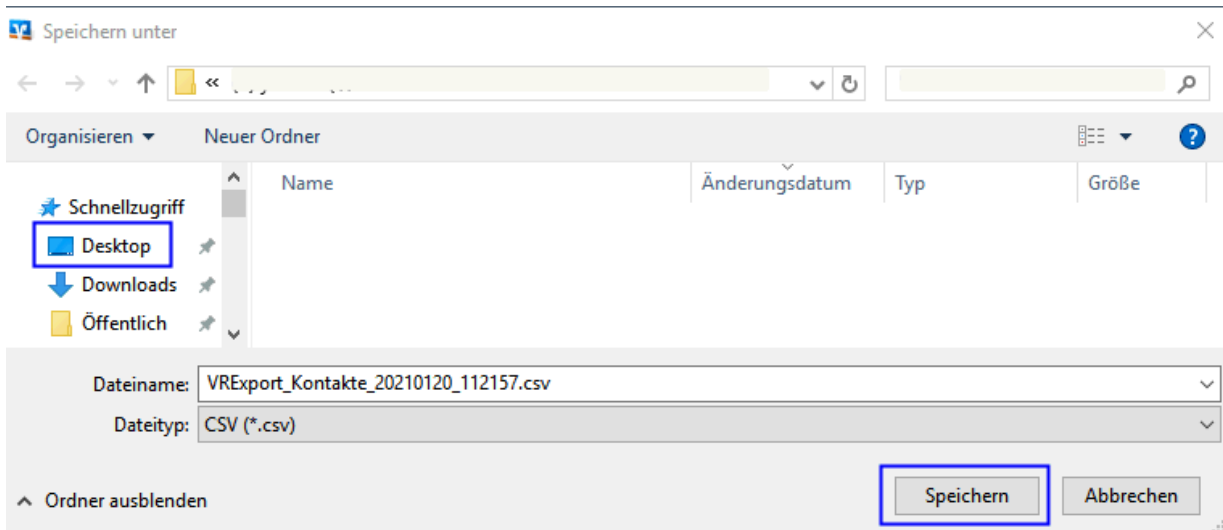 Speichern unter
«
Organisieren Neuer Ordner ?
Name Änderungsdatum Typ Größe
Schnellzugriff
Desktop
Downloads
Öffentlich
Dateiname: VRExport_Kontakte_20210120_112157.csv
Dateityp: CSV (*.csv)
Ordner ausblenden Speichern Abbrechen